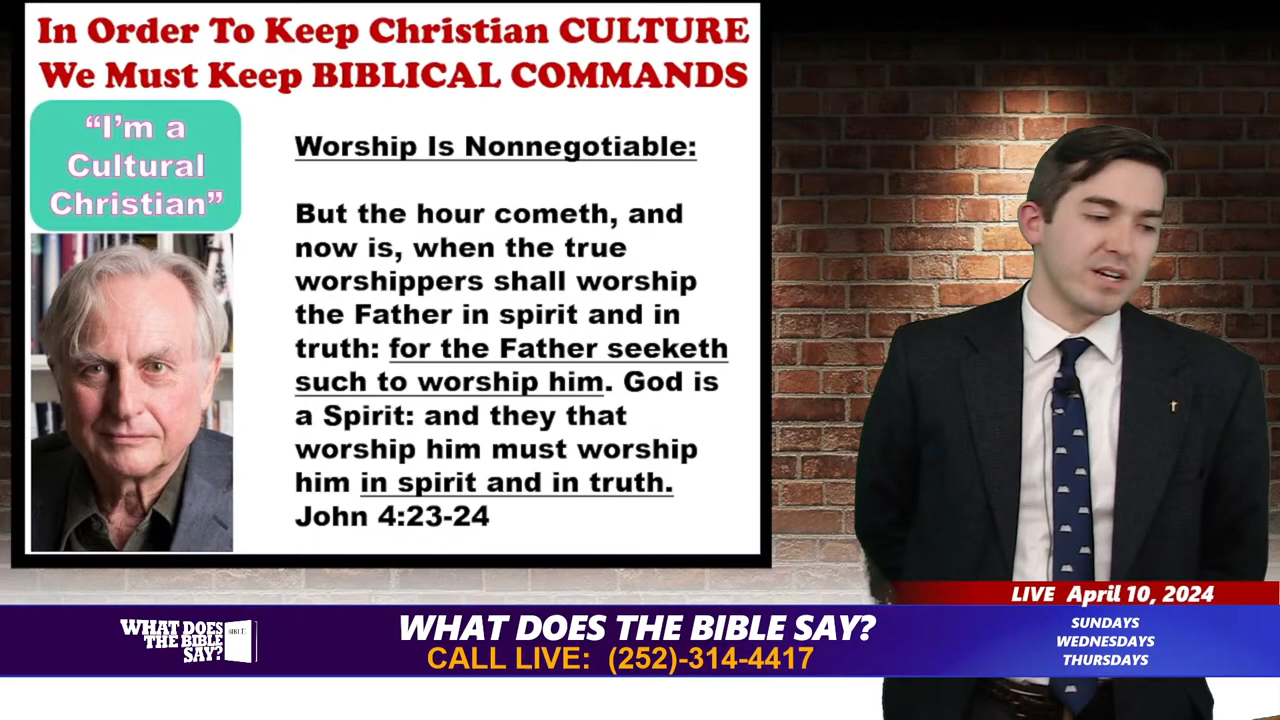 In Order To Keep Christian CULTURE
We Must Keep BIBLICAL COMMANDS
“I’m a
Cultural
Christian”
Worship Is Nonnegotiable:
But the hour cometh, and
now is, when the true
worshippers shall worship
the Father in spirit and in
truth: for the Father seeketh
such to worship him. God is
a Spirit: and they that
worship him must worship
him in spirit and in truth.
John 4:23-24
LIVE April 10, 2024
WHAT DOES
THE BIBLE
SAY?
BIBLE
WHAT DOES THE BIBLE SAY?
CALL LIVE: (252)-314-4417
SUNDAYS
WEDNESDAYS
THURSDAYS